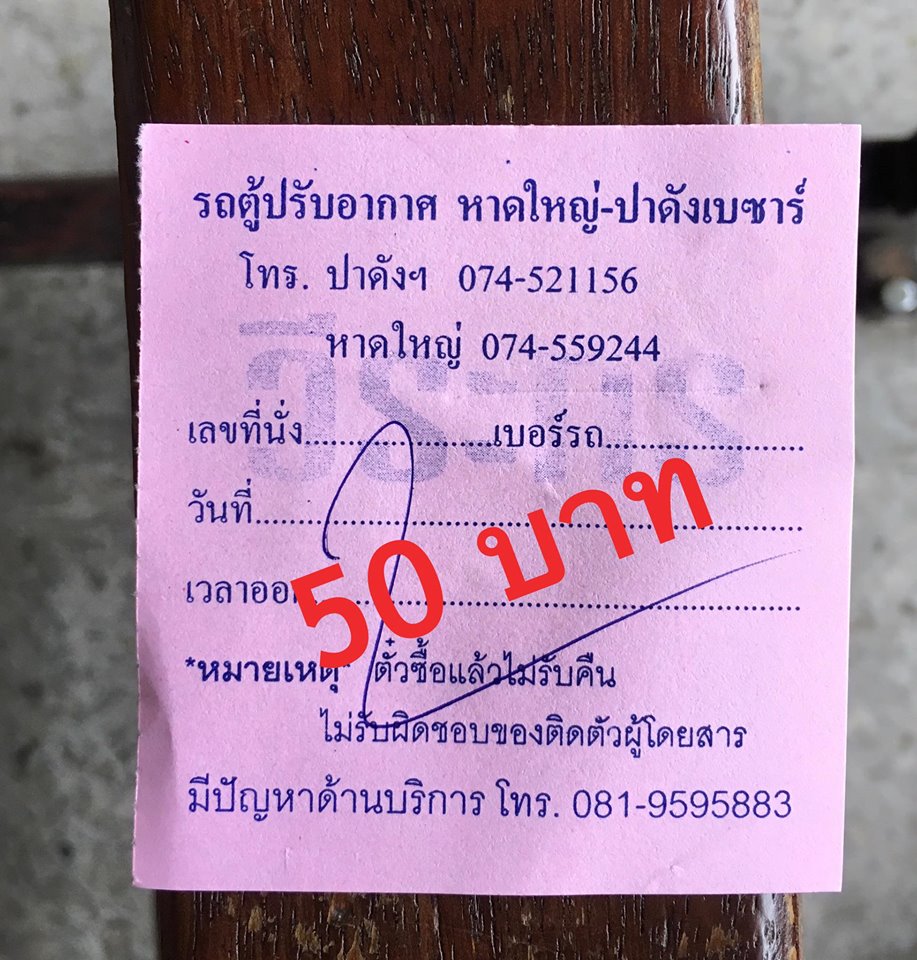 รถตู้ปรับอากาศ หาดใหญ่-ปาดังเบซาร์
โทร. ปาดังฯ 074-521156
หาดใหญ่ 074-559244
เลขที่นั่ง....................เบอร์รถ....................
วันที่............................................................
50 บาท
เวลาออก............................................................
*หมายเหตุ* ตั๋วซื้อแล้วไม่รับคืน
ไม่รับผิดชอบของติดตัวผู้โดยสาร
มีปัญหาด้านบริการ โทร. 081-9595883